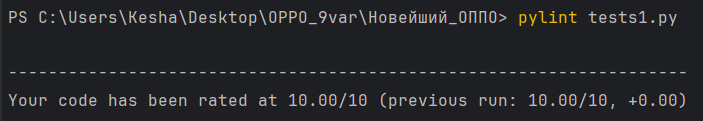 PS C:\Users\Kesha\Desktop\OPPO_9var\Новейший_ОППО> pylint tests1.py
--------------------------------------------------------------------
Your code has been rated at 10.00/10 (previous run: 10.00/10, +0.00)